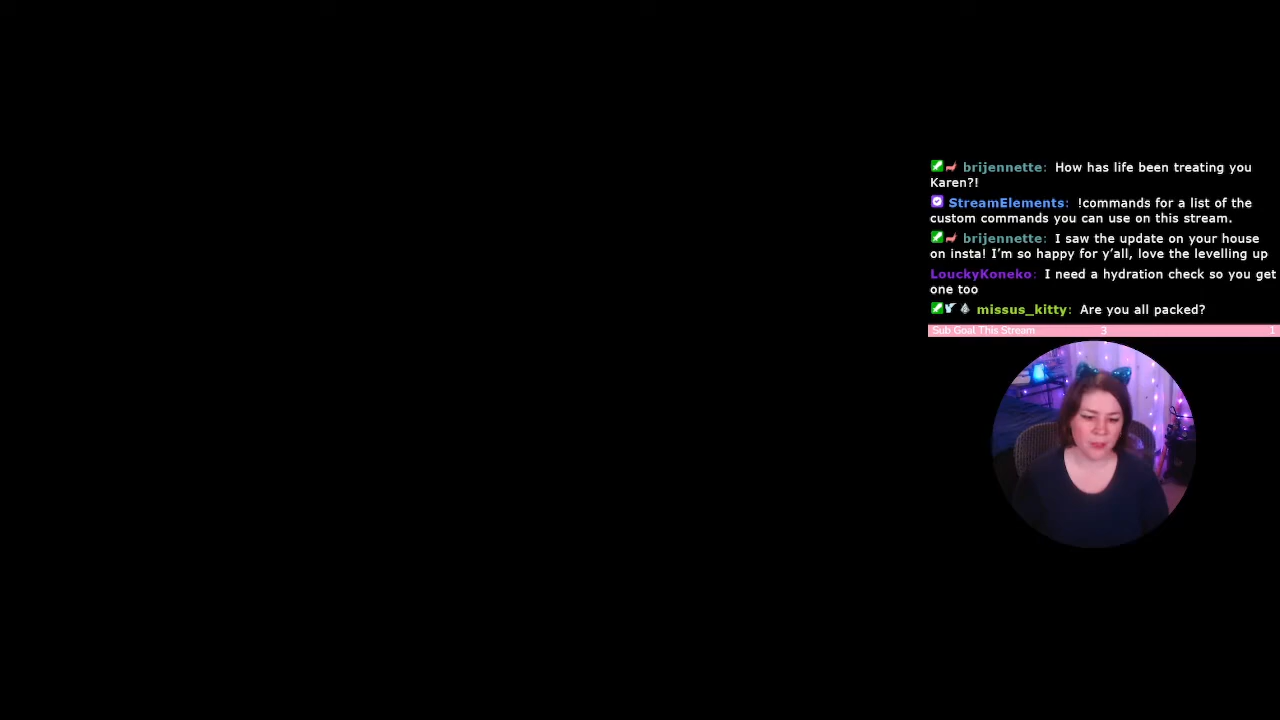 brijennette: How has life been treating you
Karen?!
StreamElements: !commands for a list of the
custom commands you can use on this stream.
brijennette: I saw the update on your house
on insta! I’m so happy for y’all, love the levelling up
LouckyKoneko: I need a hydration check so you get
one too
missus_kitty: Are you all packed?
Sub Goal This Stream 3 1